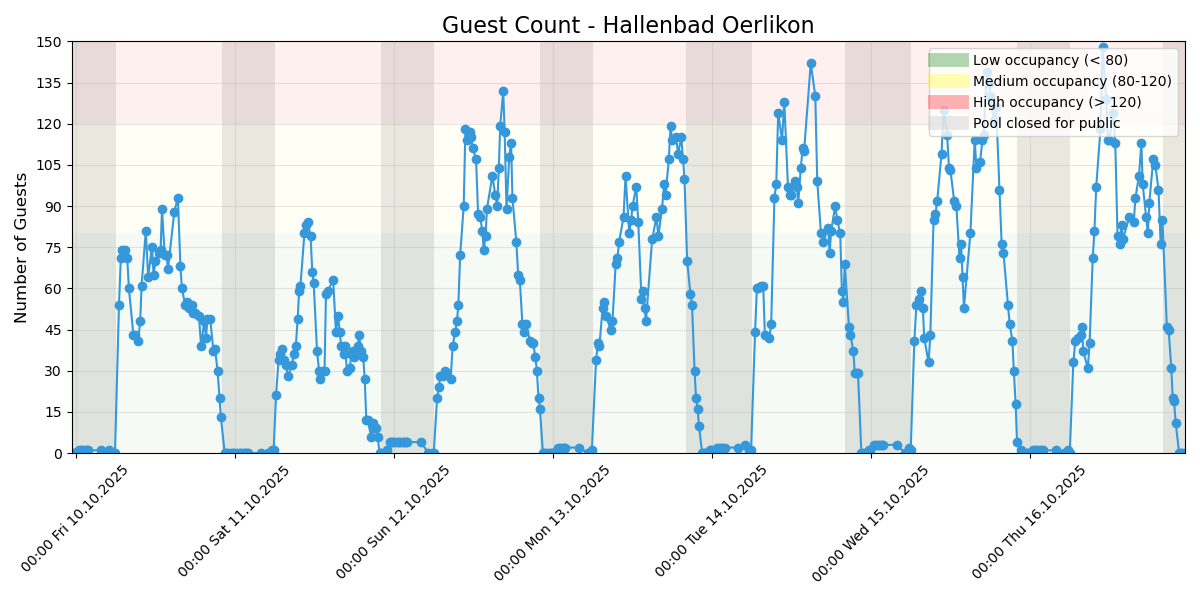 Guest Count - Hallenbad Oerlikon
Number of Guests
150
135
120
105
90
75
60
45
30
15
0
Low occupancy (< 80)
Medium occupancy (80-120)
High occupancy (> 120)
Pool closed for public
00:00 Fri 10.10.2025
00:00 Sat 11.10.2025
00:00 Sun 12.10.2025
00:00 Mon 13.10.2025
00:00 Tue 14.10.2025
00:00 Wed 15.10.2025
00:00 Thu 16.10.2025